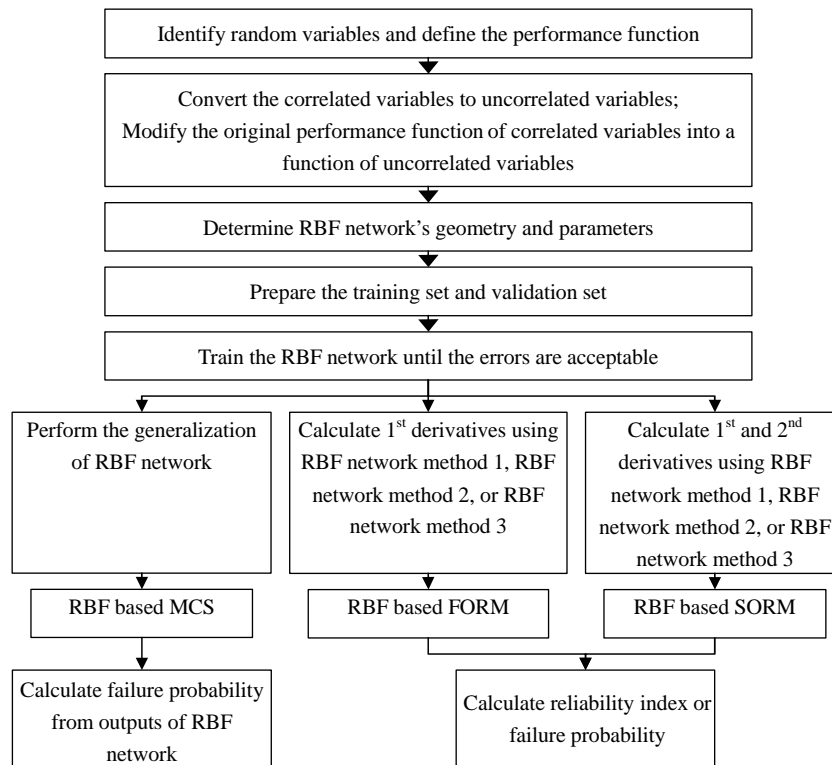 Identify random variables and define the performance function
Convert the correlated variables to uncorrelated variables;
Modify the original performance function of correlated variables into a
function of uncorrelated variables
Determine RBF network's geometry and parameters
Prepare the training set and validation set
Train the RBF network until the errors are acceptable
Perform the generalization
of RBF network
Calculate 1st derivatives using
RBF network method 1, RBF
network method 2, or RBF
network method 3
Calculate 1st and 2nd
derivatives using RBF
network method 1, RBF
network method 2, or RBF
network method 3
RBF based MCS
RBF based FORM
RBF based SORM
Calculate failure probability
from outputs of RBF
network
Calculate reliability index or
failure probability